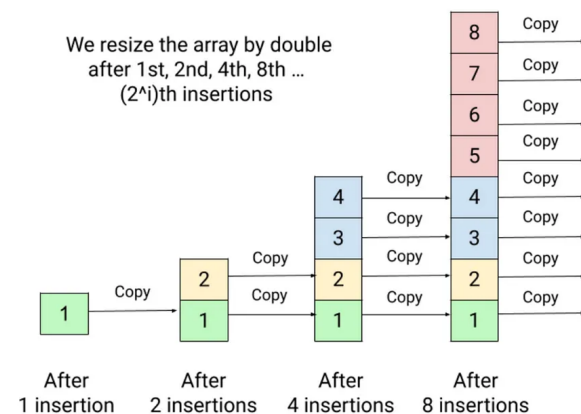 We resize the array by double
after 1st, 2nd, 4th, 8th ...
(2^i)th insertions
8
Copy
7
Copy
6
Copy
5
Copy
4
Copy
4
Copy
3
Copy
3
Copy
2
Copy
2
Copy
2
Copy
1
Copy
1
Copy
1
Copy
1
Copy
After
1 insertion
After
2 insertions
After
4 insertions
After
8 insertions